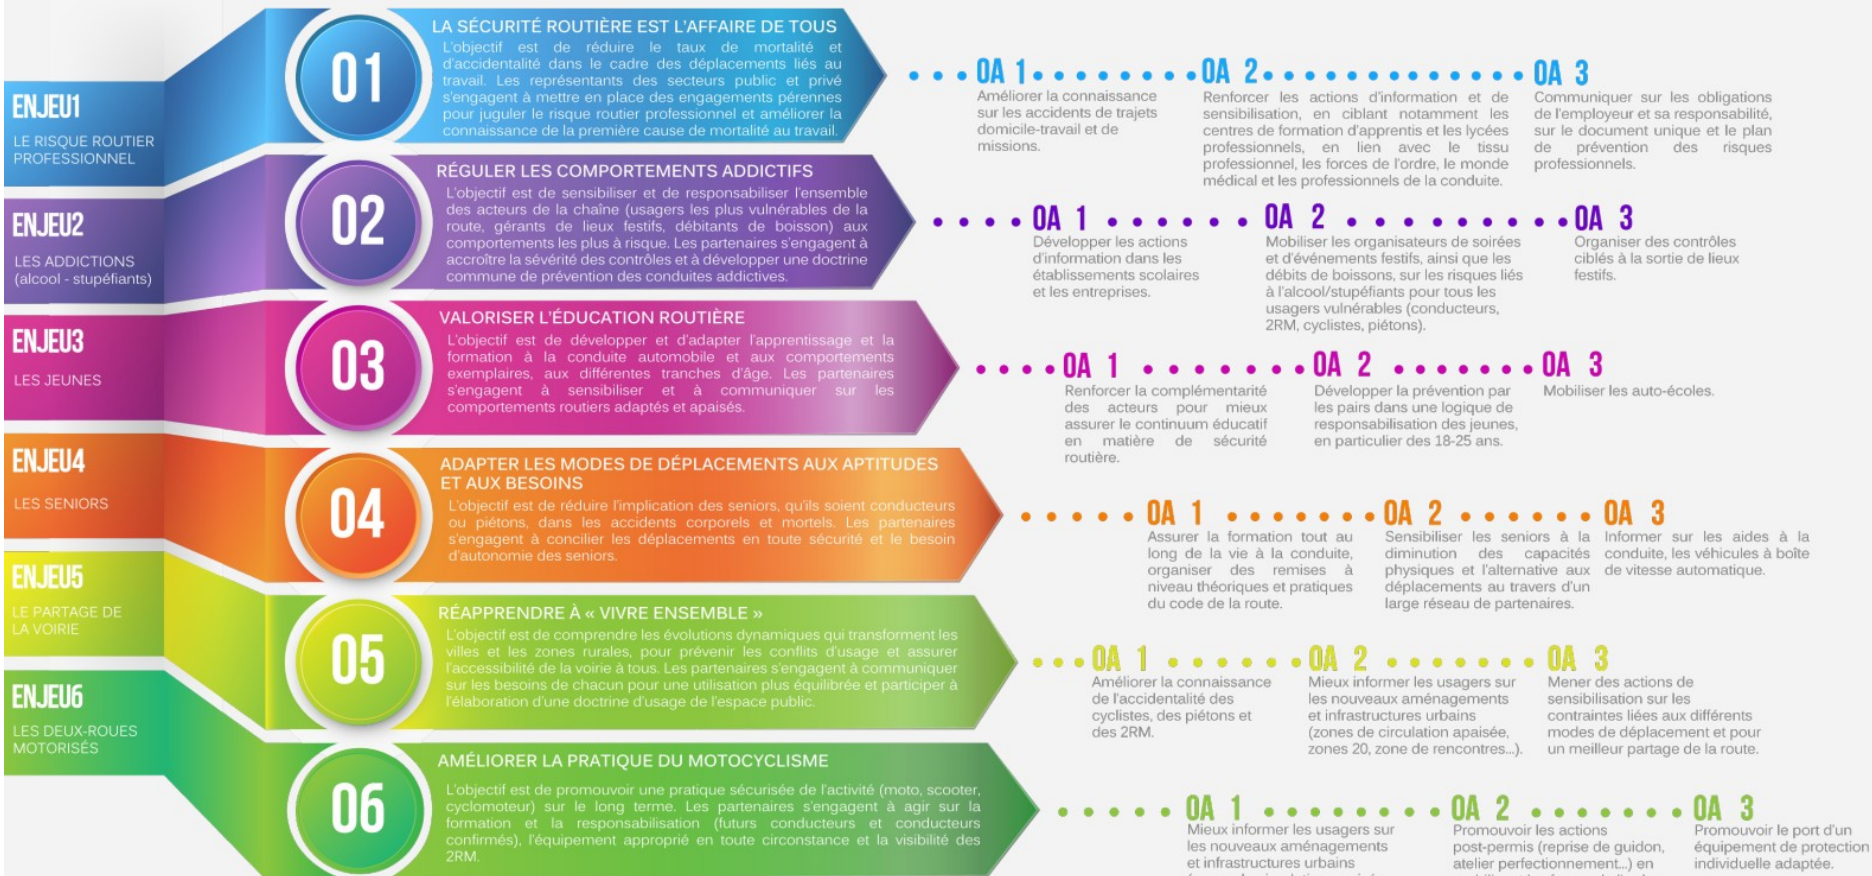 ENJEU1
LE RISQUE ROUTIER
PROFESSIONNEL
01
LA SÉCURITÉ ROUTIÈRE EST L'AFFAIRE DE TOUS
L'objectif est de réduire le taux de mortalité et
d'accidentalité dans le cadre des déplacements liés au
travail. Les représentants des secteurs public et privé
s'engagent à mettre en place des engagements pérennes
pour juguler le risque routier professionnel et améliorer la
connaissance de la première cause de mortalité au travail.
OA 1
Améliorer la connaissance
sur les accidents de trajets
domicile-travail et de
missions.
OA 2
Renforcer les actions d'information et de
sensibilisation, en ciblant notamment les
centres de formation d'apprentis et les lycées
professionnels, en lien avec le tissu
professionnel, les forces de l'ordre, le monde
médical et les professionnels de la conduite.
OA 3
Communiquer sur les obligations
de l'employeur et sa responsabilité,
sur le document unique et le plan
de prévention des risques
professionnels.
ENJEU2
LES ADDICTIONS
(alcool - stupéfiants)
02
RÉGULER LES COMPORTEMENTS ADDICTIFS
L'objectif est de sensibiliser et de responsabiliser l'ensemble
des acteurs de la chaîne (usagers les plus vulnérables de la
route, gérants de lieux festifs, débitants de boisson) aux
comportements les plus à risque. Les partenaires s'engagent à
accroître la sévérité des contrôles et à développer une doctrine
commune de prévention des conduites addictives.
OA 1
Développer les actions
d'information dans les
établissements scolaires
et les entreprises.
OA 2
Mobiliser les organisateurs de soirées
et d'événements festifs, ainsi que les
débits de boissons, sur les risques liés
à l'alcool/stupéfiants pour tous les
usagers vulnérables (conducteurs,
2RM, cyclistes, piétons).
OA 3
Organiser des contrôles
ciblés à la sortie de lieux
festifs.
ENJEU3
LES JEUNES
03
VALORISER L'ÉDUCATION ROUTIÈRE
L'objectif est de développer et d'adapter l'apprentissage et la
formation à la conduite automobile et aux comportements
exemplaires, aux différentes tranches d'âge. Les partenaires
s'engagent à sensibiliser et à communiquer sur les
comportements routiers adaptés et apaisés.
OA 1
Renforcer la complémentarité
des acteurs pour mieux
assurer le continuum éducatif
en matière de sécurité
routière.
OA 2
Développer la prévention par
les pairs dans une logique de
responsabilisation des jeunes,
en particulier des 18-25 ans.
OA 3
Mobiliser les auto-écoles.
ENJEU4
LES SENIORS
04
ADAPTER LES MODES DE DÉPLACEMENTS AUX APTITUDES
ET AUX BESOINS
L'objectif est de réduire l'implication des seniors, qu'ils soient conducteurs
ou piétons, dans les accidents corporels et mortels. Les partenaires
s'engagent à concilier les déplacements en toute sécurité et le besoin
d'autonomie des seniors.
OA 1
Assurer la formation tout au
long de la vie à la conduite,
organiser des remises à
niveau théoriques et pratiques
du code de la route.
OA 2
Sensibiliser les seniors à la
diminution des capacités
physiques et l'alternative aux
déplacements au travers d'un
large réseau de partenaires.
OA 3
Informer sur les aides à la
conduite, les véhicules à boîte
de vitesse automatique.
ENJEU5
LE PARTAGE DE
LA VOIRIE
05
RÉAPPRENDRE À « VIVRE ENSEMBLE »
L'objectif est de comprendre les évolutions dynamiques qui transforment les
villes et les zones rurales, pour prévenir les conflits d'usage et assurer
l'accessibilité de la voirie à tous. Les partenaires s'engagent à communiquer
sur les besoins de chacun pour une utilisation plus équilibrée et participer à
l'élaboration d'une doctrine d'usage de l'espace public.
OA 1
Améliorer la connaissance
de l'accidentalité des
cyclistes, des piétons et
des 2RM.
OA 2
Mieux informer les usagers sur
les nouveaux aménagements
et infrastructures urbains
(zones de circulation apaisée,
zones 20, zone de rencontres...).
OA 3
Mener des actions de
sensibilisation sur les
contraintes liées aux différents
modes de déplacement et pour
un meilleur partage de la route.
ENJEU6
LES DEUX-ROUES
MOTORISÉS
06
AMÉLIORER LA PRATIQUE DU MOTOCYCLISME
L'objectif est de promouvoir une pratique sécurisée de l'activité (moto, scooter,
cyclomoteur) sur le long terme. Les partenaires s'engagent à agir sur la
formation et la responsabilisation (futurs conducteurs et conducteurs
confirmés), l'équipement approprié en toute circonstance et la visibilité des
2RM.
OA 1
Mieux informer les usagers sur
les nouveaux aménagements
et infrastructures urbains
OA 2
Promouvoir les actions
post-permis (reprise de guidon,
atelier perfectionnement...) en
OA 3
Promouvoir le port d'un
équipement de protection
individuelle adaptée.